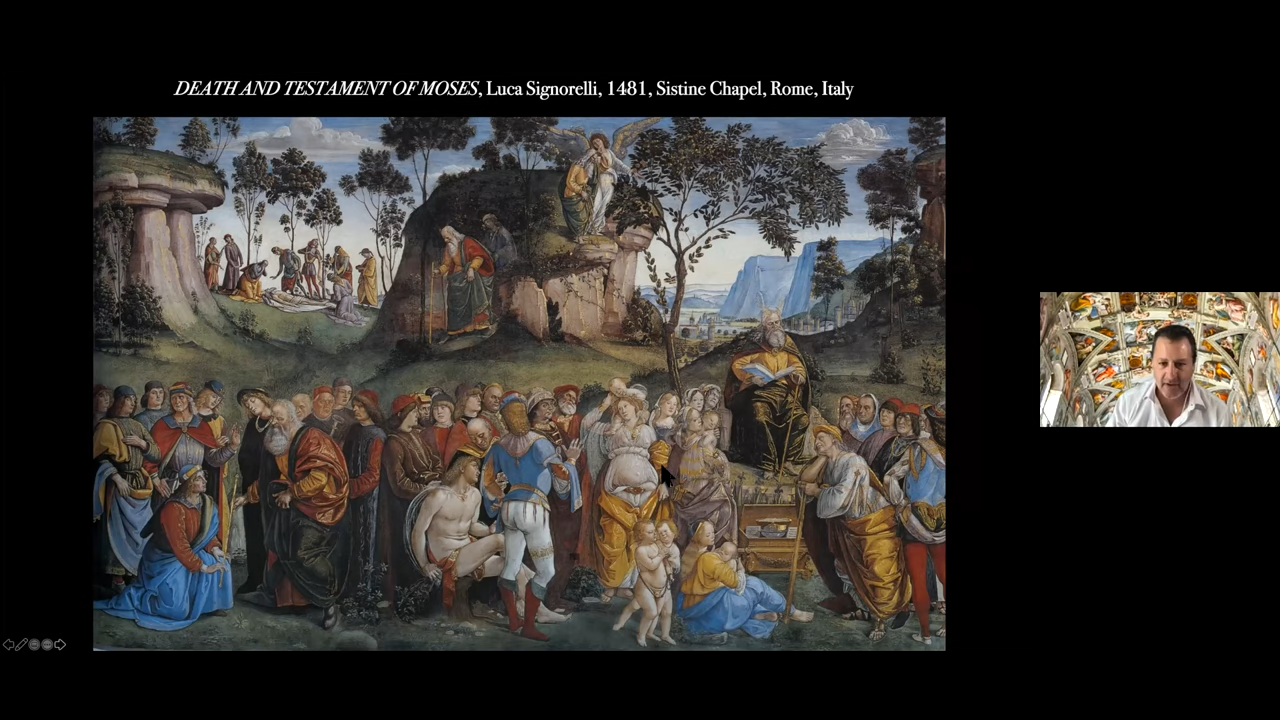 DEATH AND TESTAMENT OF MOSES, Luca Signorelli, 1481, Sistine Chapel, Rome, Italy